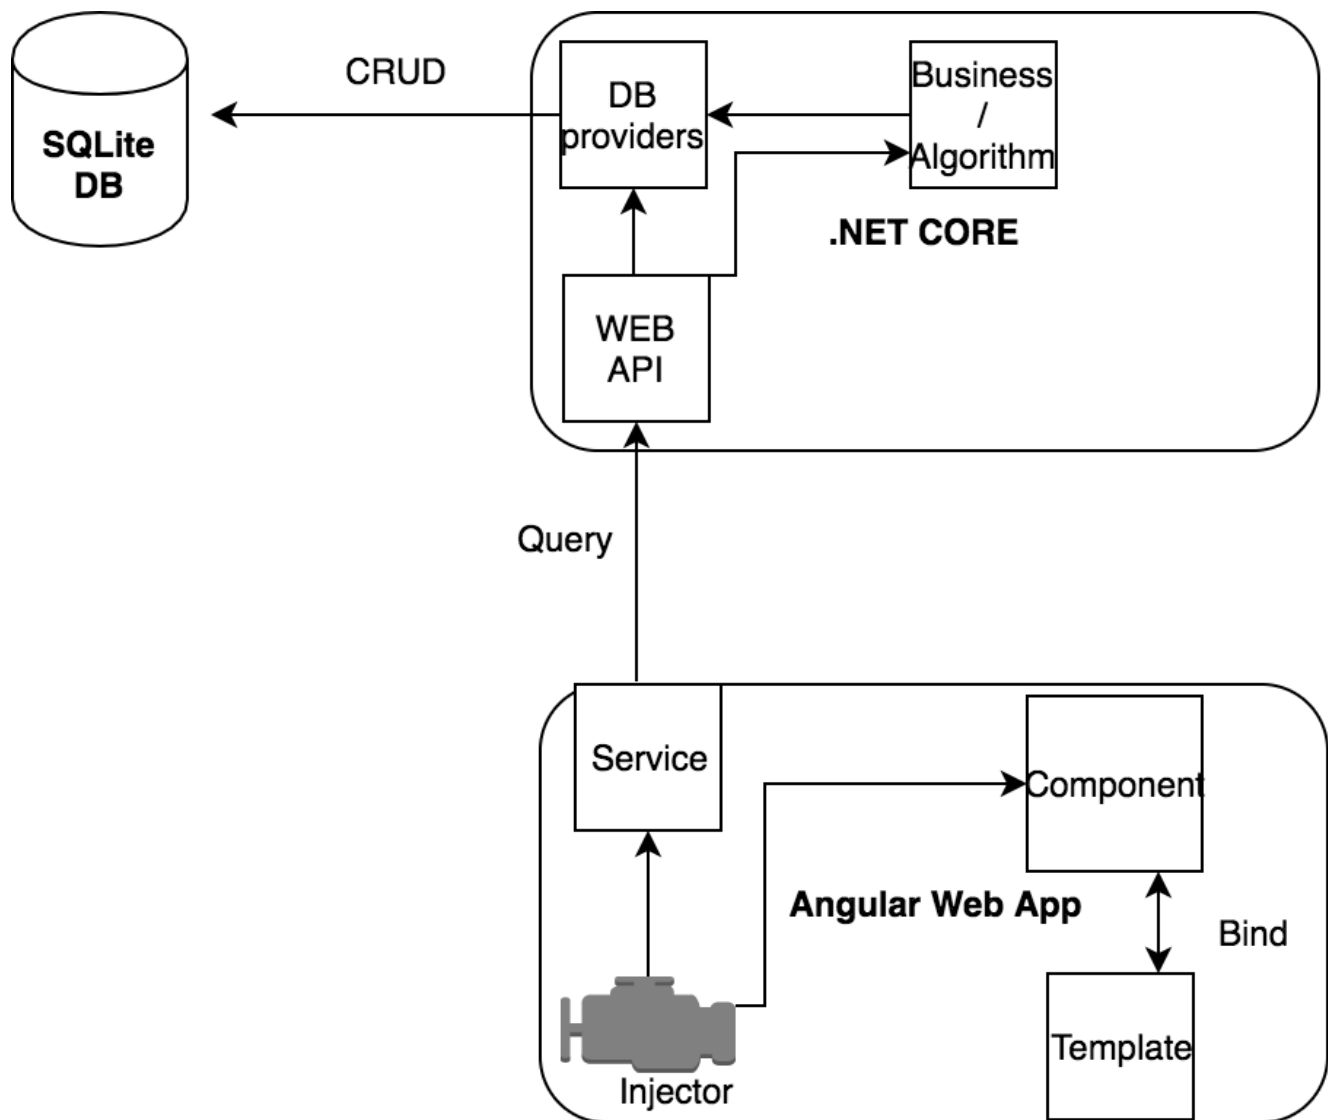 CRUD
SQLite
DB
DB
providers
Business
/
Algorithm
.NET CORE
WEB
API
Query
Service
Component
Angular Web App
Bind
Template
Injector